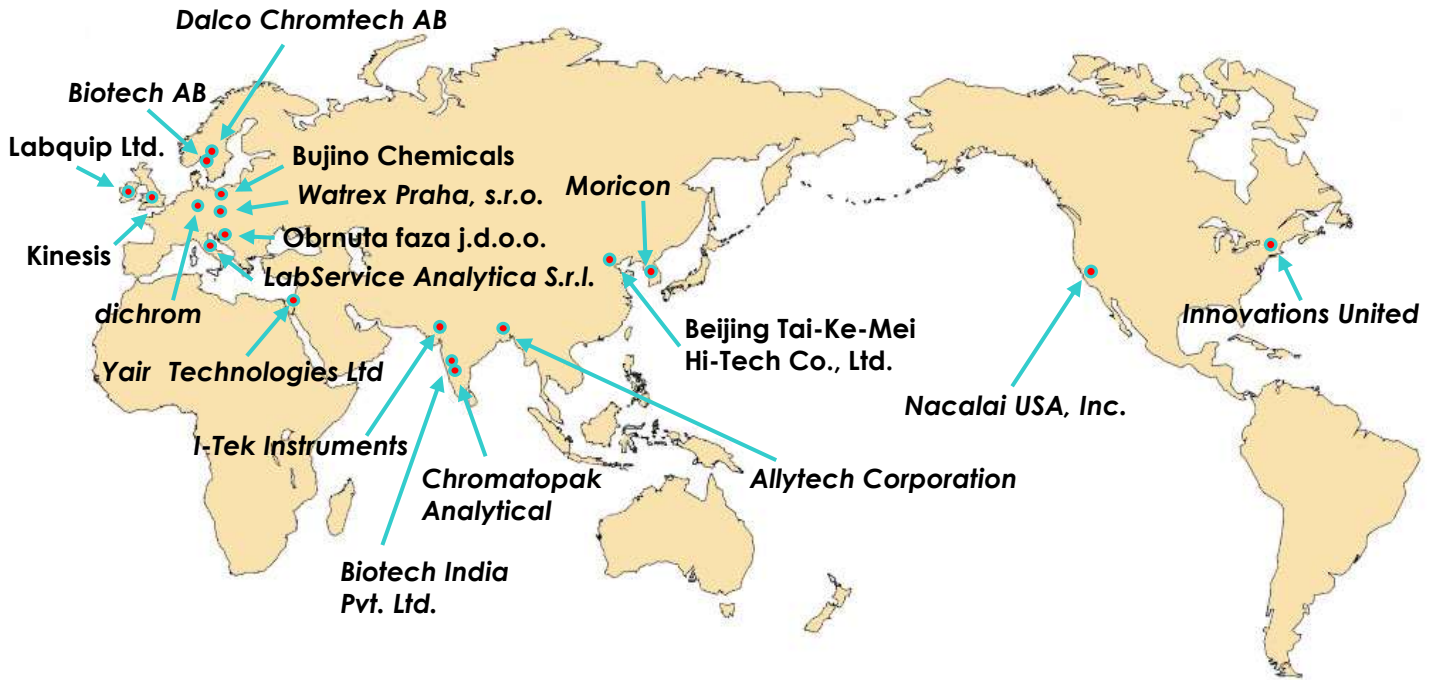 Dalco Chromtech AB
Biotech AB
Labquip Ltd.
Bujino Chemicals
Watrex Praha, s.r.o.
Moricon
Obrnuta faza j.d.o.o.
Kinesis
LabService Analytica S.r.l.
dichrom
Innovations United
Beijing Tai-Ke-Mei
Hi-Tech Co., Ltd.
Yair Technologies Ltd
Nacalai USA, Inc.
I-Tek Instruments
Chromatopak
Analytical
Allytech Corporation
Biotech India
Pvt. Ltd.